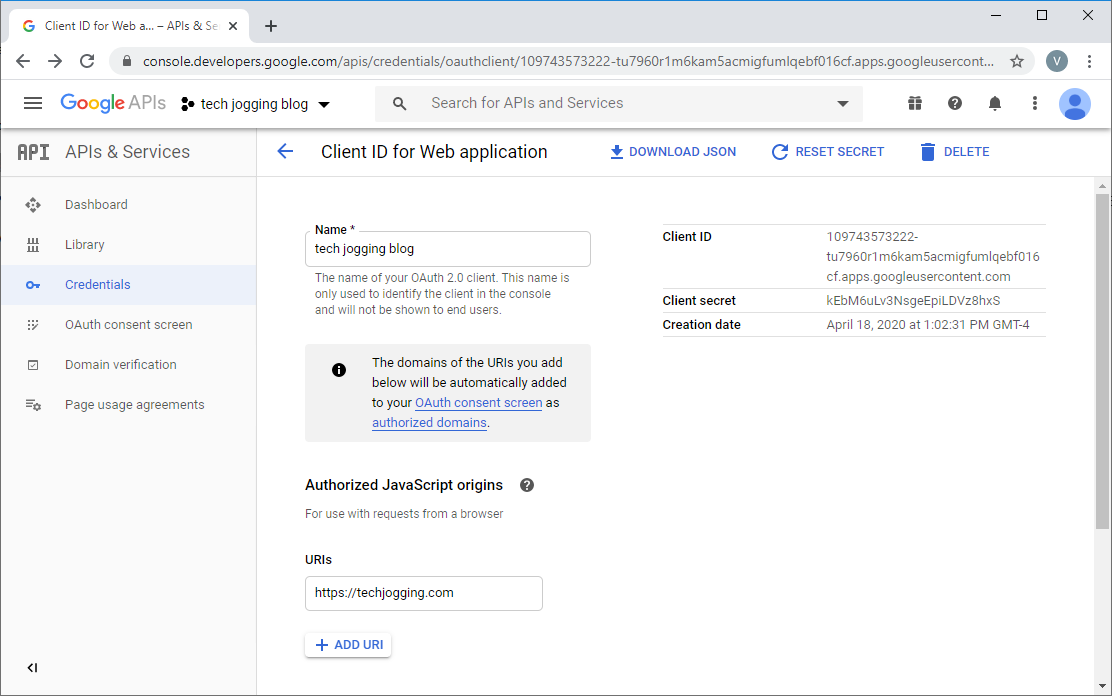 Client ID for Web a... – APIs & Se
console.developers.google.com/apis/credentials/oauthclient/109743573222-tu7960r1m6kam5acmigfumlqebf016cf.apps.googleusercont...
V
Google APIs
tech jogging blog
Search for APIs and Services
API
APIs & Services
Client ID for Web application
DOWNLOAD JSON
RESET SECRET
DELETE
Dashboard
Library
Credentials
OAuth consent screen
Domain verification
Page usage agreements
Name *
tech jogging blog
The name of your OAuth 2.0 client. This name is
only used to identify the client in the console
and will not be shown to end users.
The domains of the URIs you add
below will be automatically added
to your OAuth consent screen as
authorized domains.
Authorized JavaScript origins
For use with requests from a browser
URIs
https://techjogging.com
ADD URI
Client ID
109743573222-
tu7960r1m6kam5acmigfumlqebf016
cf.apps.googleusercontent.com
Client secret
kEbM6uLv3NsgeEpiLDVz8hxS
Creation date
April 18, 2020 at 1:02:31 PM GMT-4